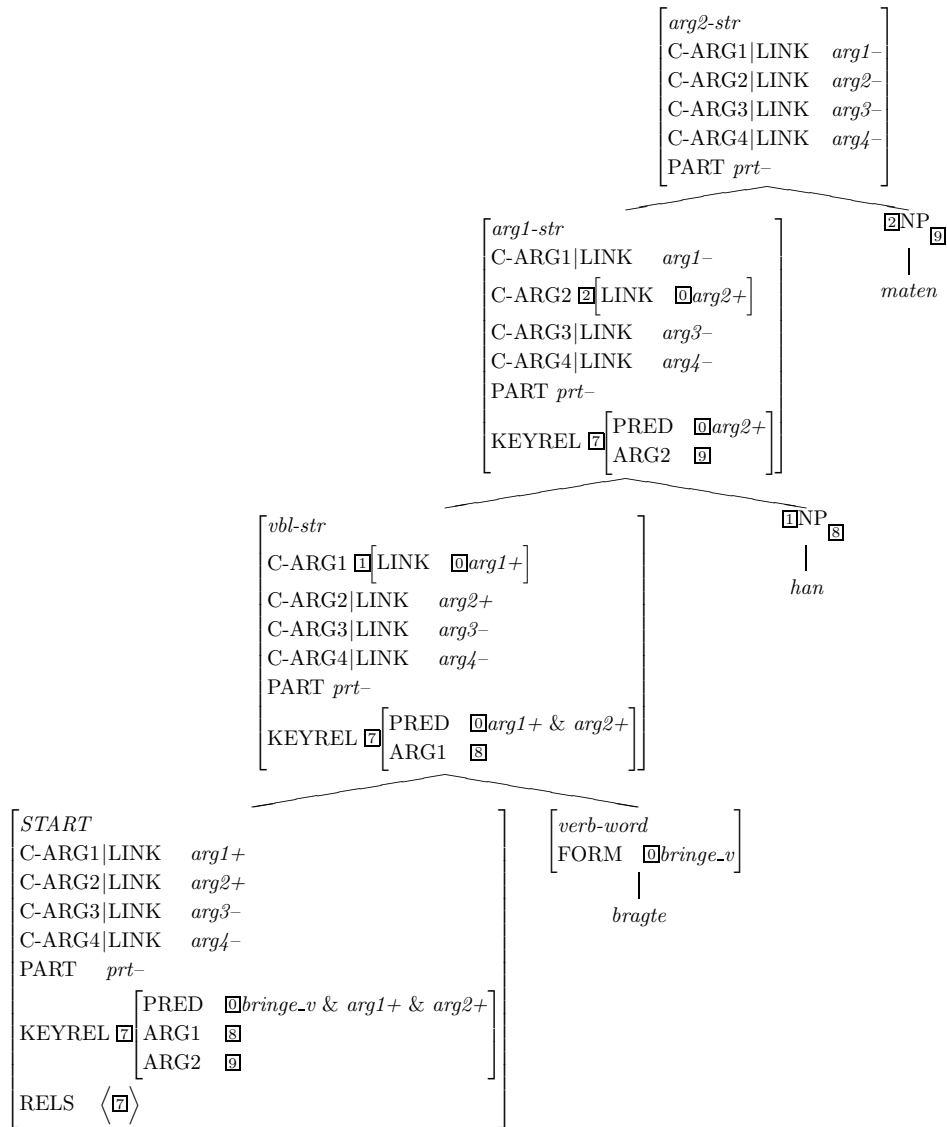 arg2-str
C-ARG1|LINK arg1–
C-ARG2|LINK arg2–
C-ARG3|LINK arg3–
C-ARG4|LINK arg4–
PART prt–
arg1-str
C-ARG1|LINK arg1–
C-ARG2 2 [LINK 0 arg2+]
C-ARG3|LINK arg3–
C-ARG4|LINK arg4–
PART prt–
KEYREL 7 [PRED 0 arg2+
ARG2 9]
2 NP 9
maten
vbl-str
C-ARG1 1 [LINK 0 arg1+]
C-ARG2|LINK arg2+
C-ARG3|LINK arg3–
C-ARG4|LINK arg4–
PART prt–
KEYREL 7 [PRED 0 arg1+ & arg2+
ARG1 8]
1 NP 8
han
START
C-ARG1|LINK arg1+
C-ARG2|LINK arg2+
C-ARG3|LINK arg3–
C-ARG4|LINK arg4–
PART prt–
KEYREL 7 [PRED 0 bringe_v & arg1+ & arg2+
ARG1 8
ARG2 9]
RELS ⟨7⟩
verb-word
FORM 0 bringe_v
bragte